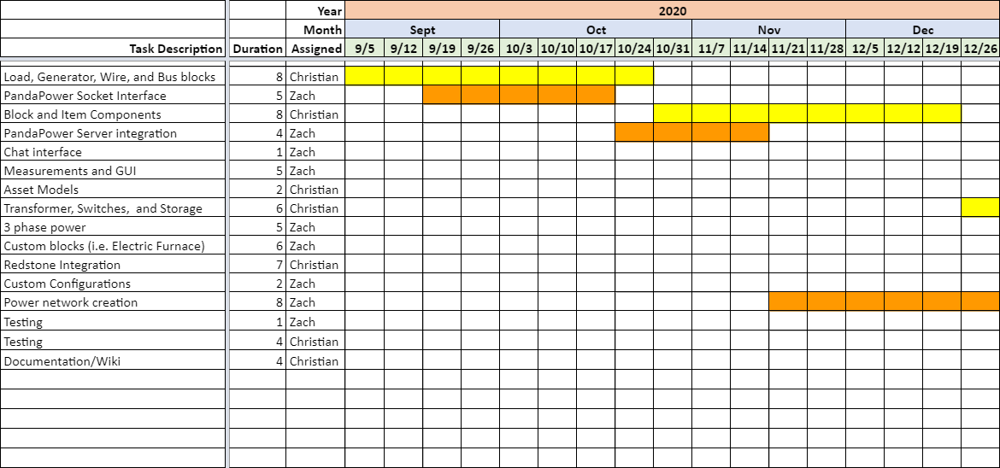 Year 2020
Month Sept Oct Nov Dec
Task Description Duration Assigned 9/5 9/12 9/19 9/26 10/3 10/10 10/17 10/24 10/31 11/7 11/14 11/21 11/28 12/5 12/12 12/19 12/26
Load, Generator, Wire, and Bus blocks 8 Christian
PandaPower Socket Interface 5 Zach
Block and Item Components 8 Christian
PandaPower Server integration 4 Zach
Chat interface 1 Zach
Measurements and GUI 5 Zach
Asset Models 2 Christian
Transformer, Switches, and Storage 6 Christian
3 phase power 5 Zach
Custom blocks (i.e. Electric Furnace) 6 Zach
Redstone Integration 7 Christian
Custom Configurations 2 Zach
Power network creation 8 Zach
Testing 1 Zach
Testing 4 Christian
Documentation/Wiki 4 Christian